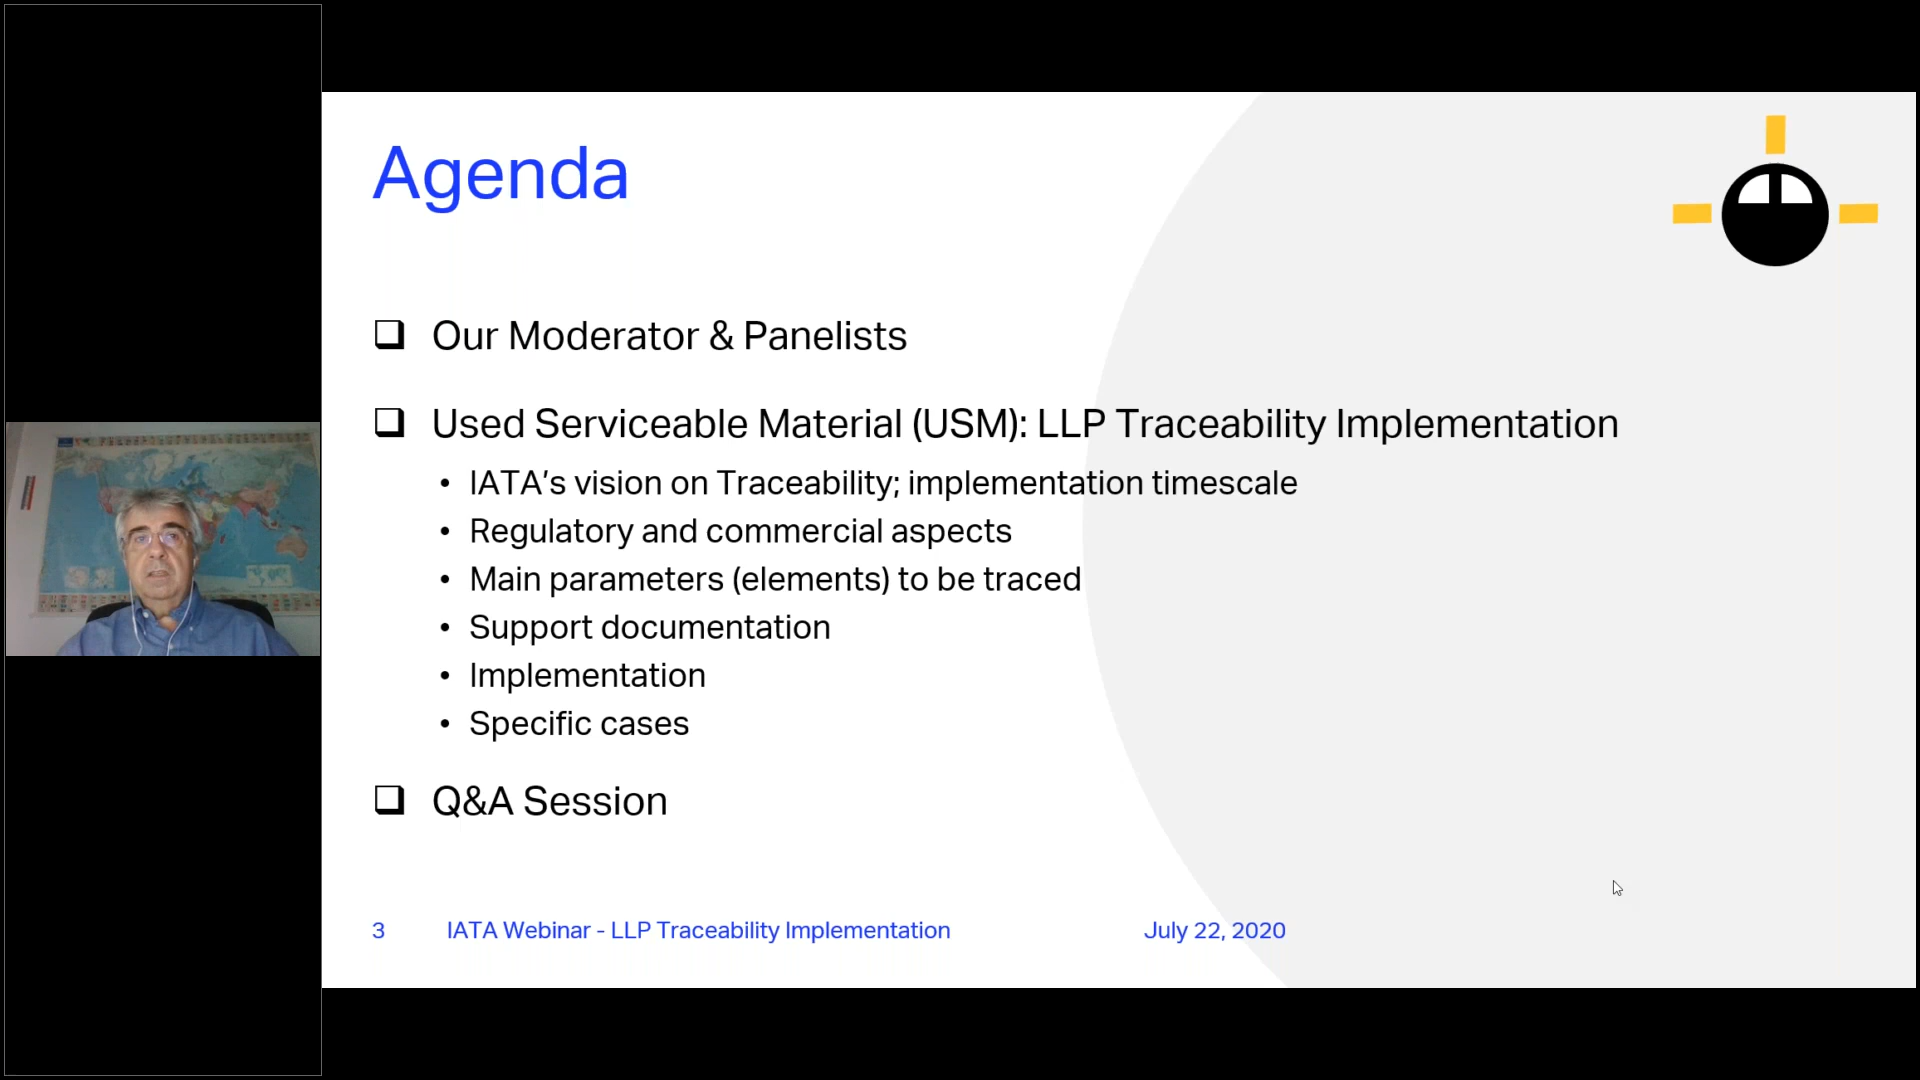 Agenda
Our Moderator & Panelists
Used Serviceable Material (USM): LLP Traceability Implementation
• IATA’s vision on Traceability; implementation timescale
• Regulatory and commercial aspects
• Main parameters (elements) to be traced
• Support documentation
• Implementation
• Specific cases
Q&A Session
3 IATA Webinar - LLP Traceability Implementation July 22, 2020